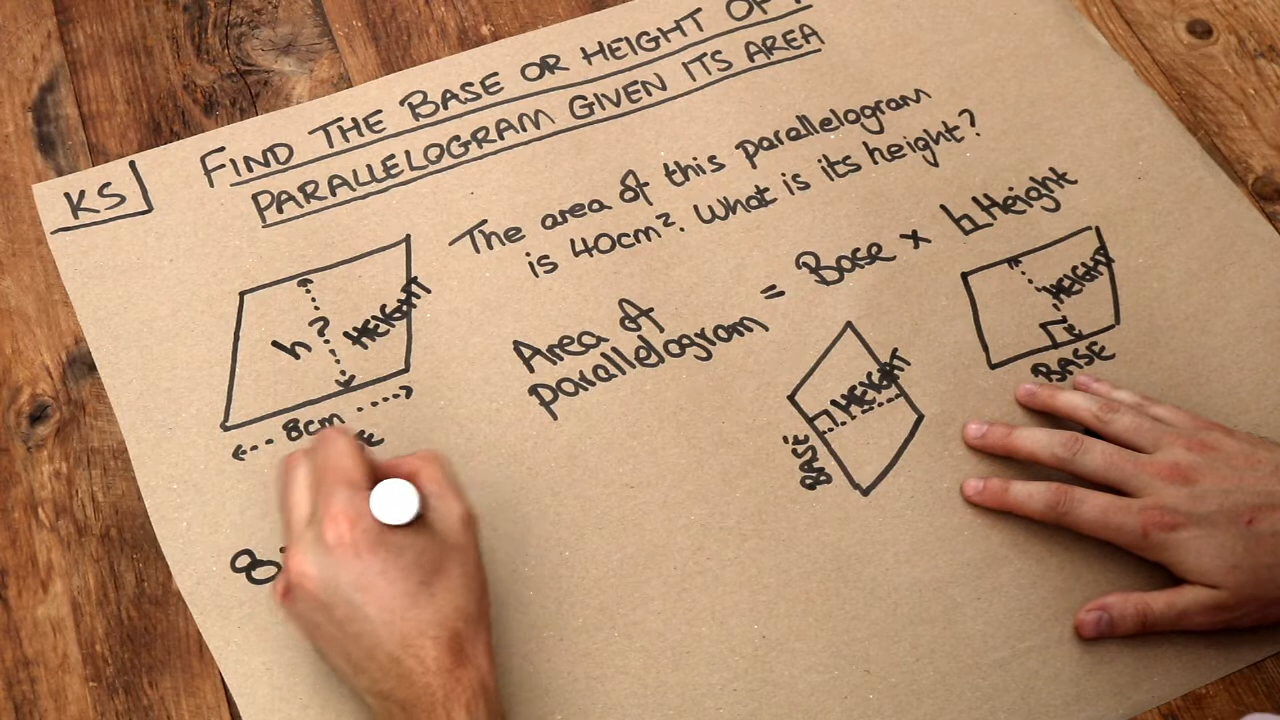 FIND THE BASE OR HEIGHT OF
PARALLELOGRAM GIVEN ITS AREA
KS
The area of this parallelogram
is 40cm². What is its height?
Area of
parallelogram = Base × h Height
h ? HEIGHT
8cm
HEIGHT
BASE
HEIGHT
BASE
8